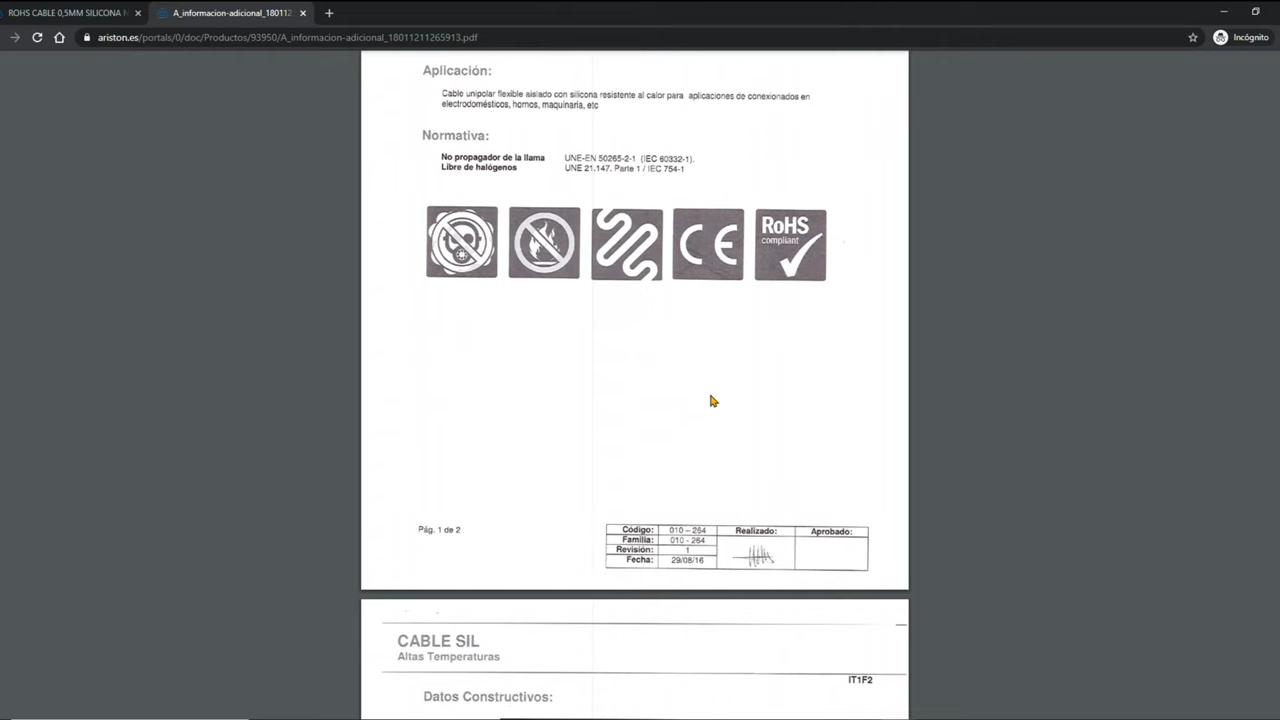 ROHS CABLE 0,5MM SILICONA
A_informacion-adicional_180112
ariston.es/portals/0/doc/Productos/93950/A_informacion-adicional_18011211265913.pdf
Incógnito
Aplicación:
Cable unipolar flexible aislado con silicona resistente al calor para aplicaciones de conexionados en
electrodomésticos, hornos, maquinaria, etc
Normativa:
No propagador de la llama UNE-EN 50265-2-1 (IEC 60332-1).
Libre de halógenos UNE 21.147. Parte 1 / IEC 754-1
CE
RoHS
compliant
Pág. 1 de 2
Código: 010 – 264 Realizado: Aprobado:
Familia: 010 - 264
Revisión: 1
Fecha: 29/08/16
CABLE SIL
Altas Temperaturas
IT1F2
Datos Constructivos: